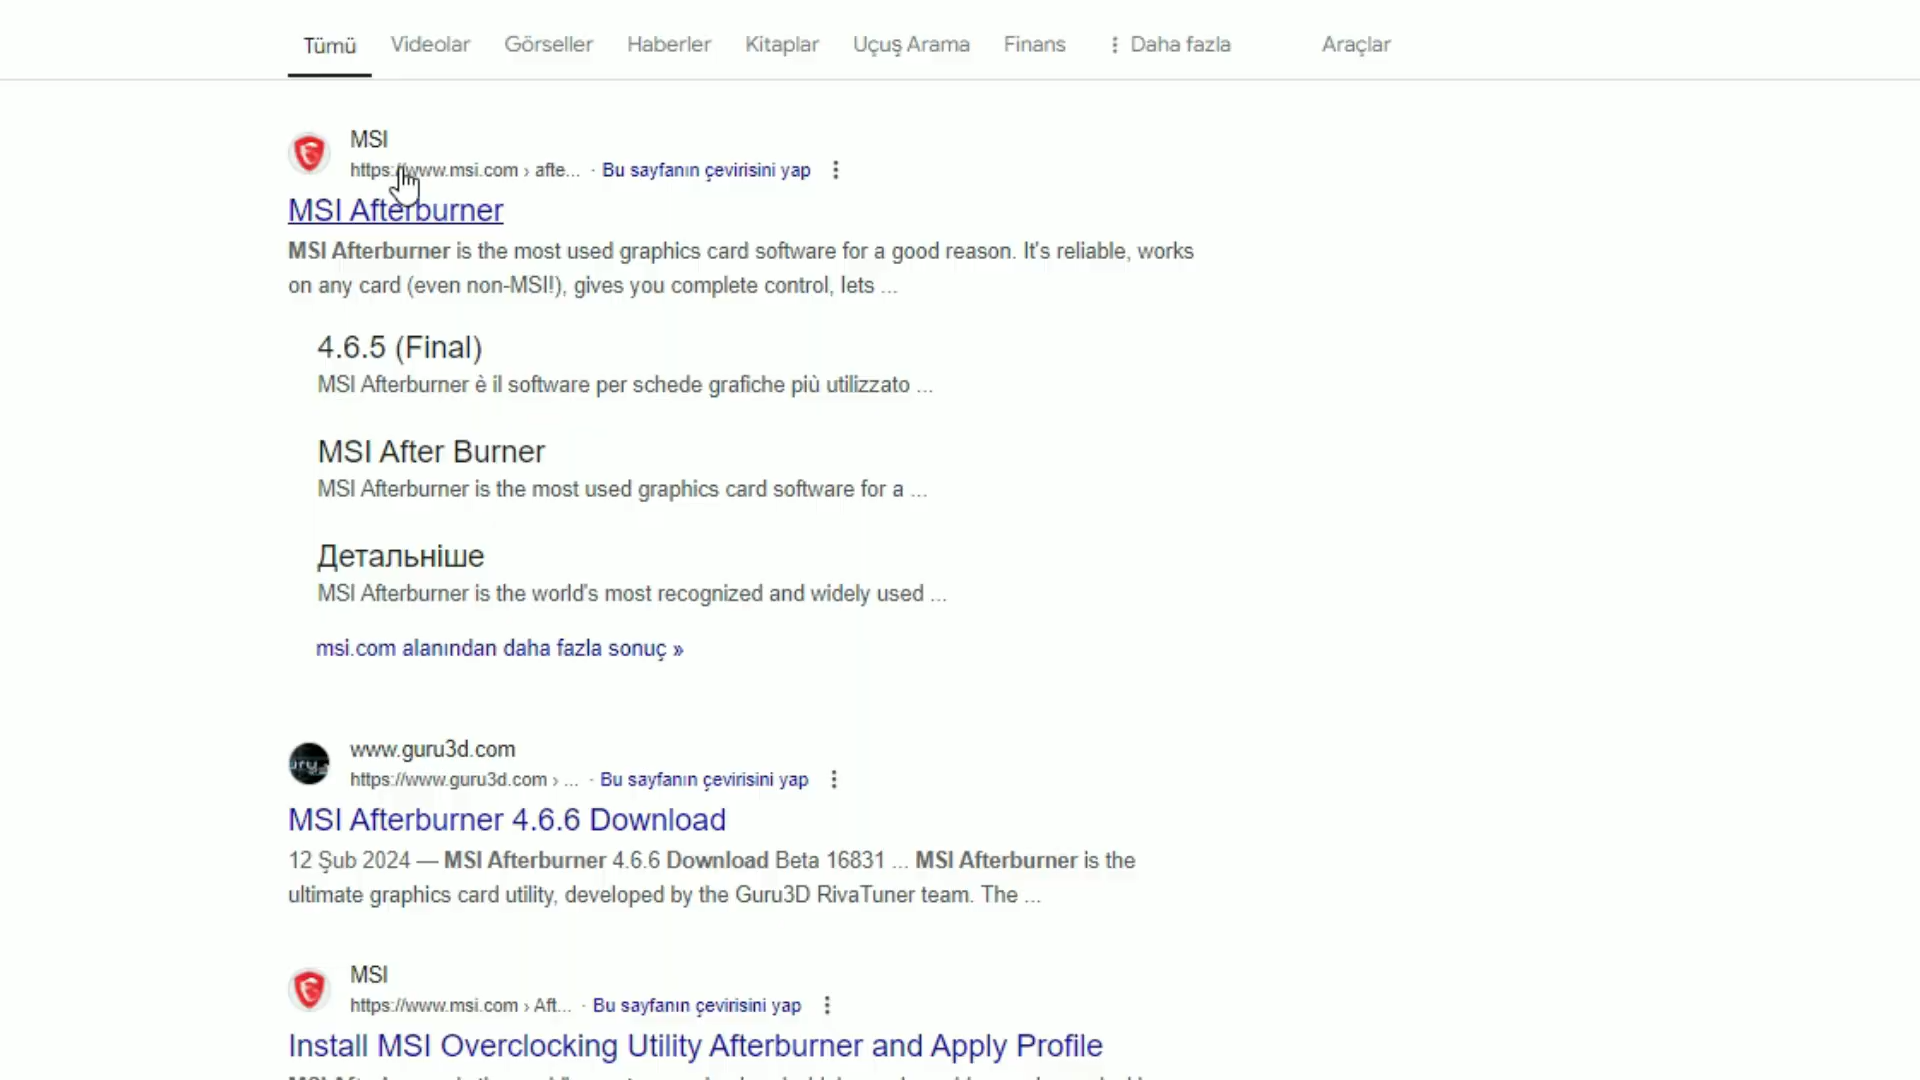 Tümü Videolar Görseller Haberler Kitaplar Uçuş Arama Finans Daha fazla Araçlar
MSI
https://www.msi.com › afte... · Bu sayfanın çevirisini yap
MSI Afterburner
MSI Afterburner is the most used graphics card software for a good reason. It's reliable, works
on any card (even non-MSI!), gives you complete control, lets ...
4.6.5 (Final)
MSI Afterburner è il software per schede grafiche più utilizzato ...
MSI After Burner
MSI Afterburner is the most used graphics card software for a ...
Детальніше
MSI Afterburner is the world's most recognized and widely used ...
msi.com alanından daha fazla sonuç »
www.guru3d.com
https://www.guru3d.com › ... · Bu sayfanın çevirisini yap
MSI Afterburner 4.6.6 Download
12 Şub 2024 — MSI Afterburner 4.6.6 Download Beta 16831 ... MSI Afterburner is the
ultimate graphics card utility, developed by the Guru3D RivaTuner team. The ...
MSI
https://www.msi.com › Aft... · Bu sayfanın çevirisini yap
Install MSI Overclocking Utility Afterburner and Apply Profile